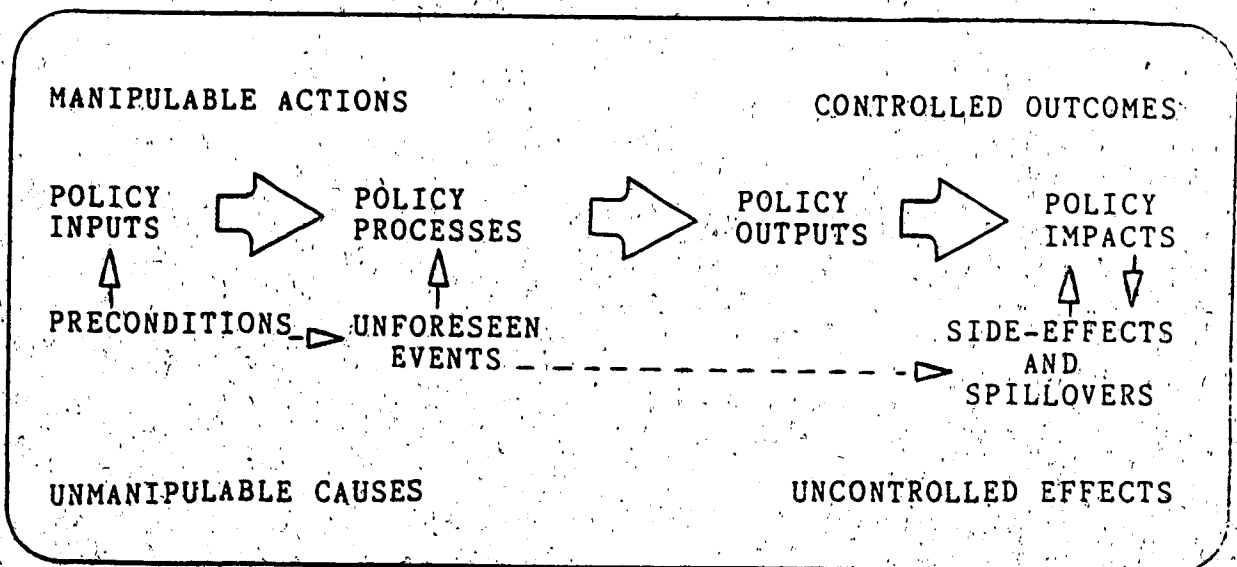 MANIPULABLE ACTIONS
CONTROLLED OUTCOMES
POLICY INPUTS
POLICY PROCESSES
POLICY OUTPUTS
POLICY IMPACTS
PRECONDITIONS
UNFORESEEN EVENTS
SIDE-EFFECTS AND SPILLOVERS
UNMANIPULABLE CAUSES
UNCONTROLLED EFFECTS